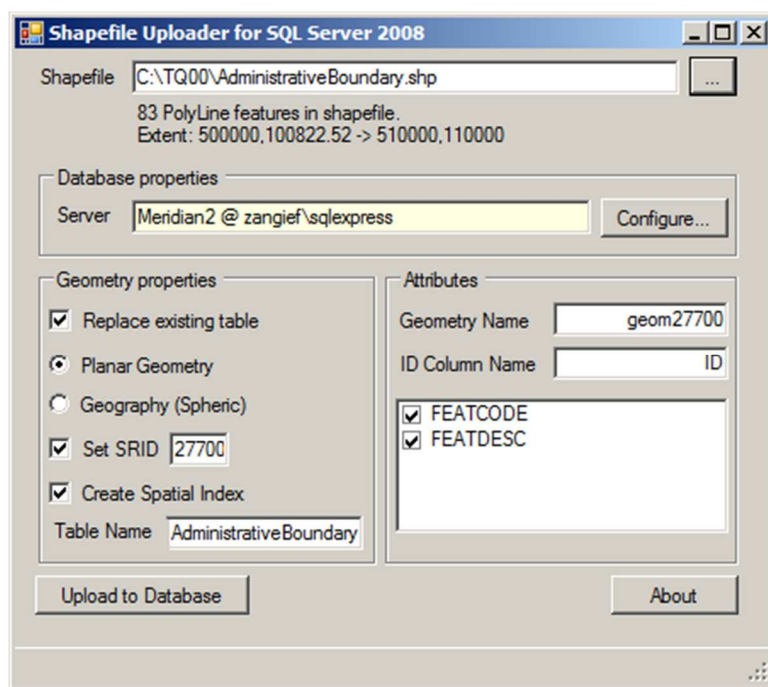 Shapefile Uploader for SQL Server 2008
Shapefile C:\TQ00\AdministrativeBoundary.shp ...
83 PolyLine features in shapefile.
Extent: 500000,100822.52 -> 510000,110000
Database properties
Server Meridian2 @ zangief\sqlexpress Configure...
Geometry properties
Replace existing table
Planar Geometry
Geography (Spheric)
Set SRID 27700
Create Spatial Index
Table Name AdministrativeBoundary
Attributes
Geometry Name geom27700
ID Column Name ID
FEATCODE
FEATDESC
Upload to Database About